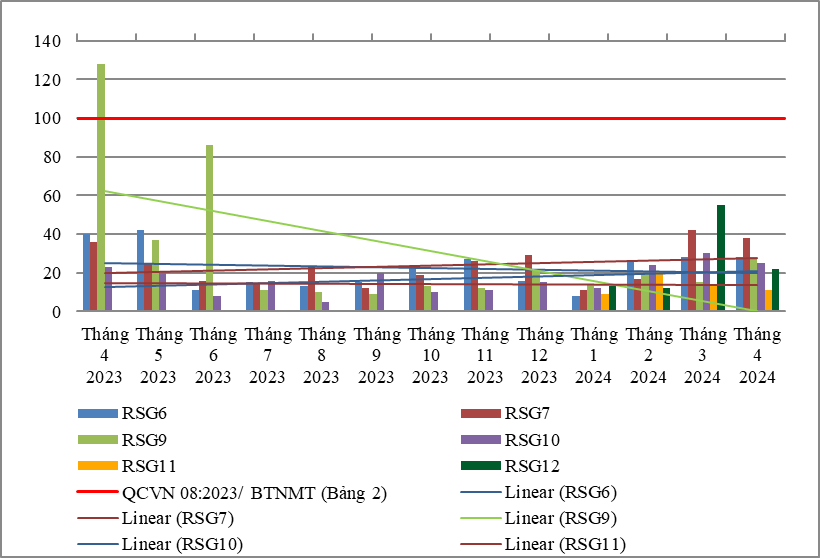 140
120
100
80
60
40
20
0
Tháng 4 2023
Tháng 5 2023
Tháng 6 2023
Tháng 7 2023
Tháng 8 2023
Tháng 9 2023
Tháng 10 2023
Tháng 11 2023
Tháng 12 2023
Tháng 1 2024
Tháng 2 2024
Tháng 3 2024
Tháng 4 2024
RSG6
RSG7
RSG9
RSG10
RSG11
RSG12
QCVN 08:2023/ BTNMT (Bảng 2)
Linear (RSG6)
Linear (RSG7)
Linear (RSG9)
Linear (RSG10)
Linear (RSG11)